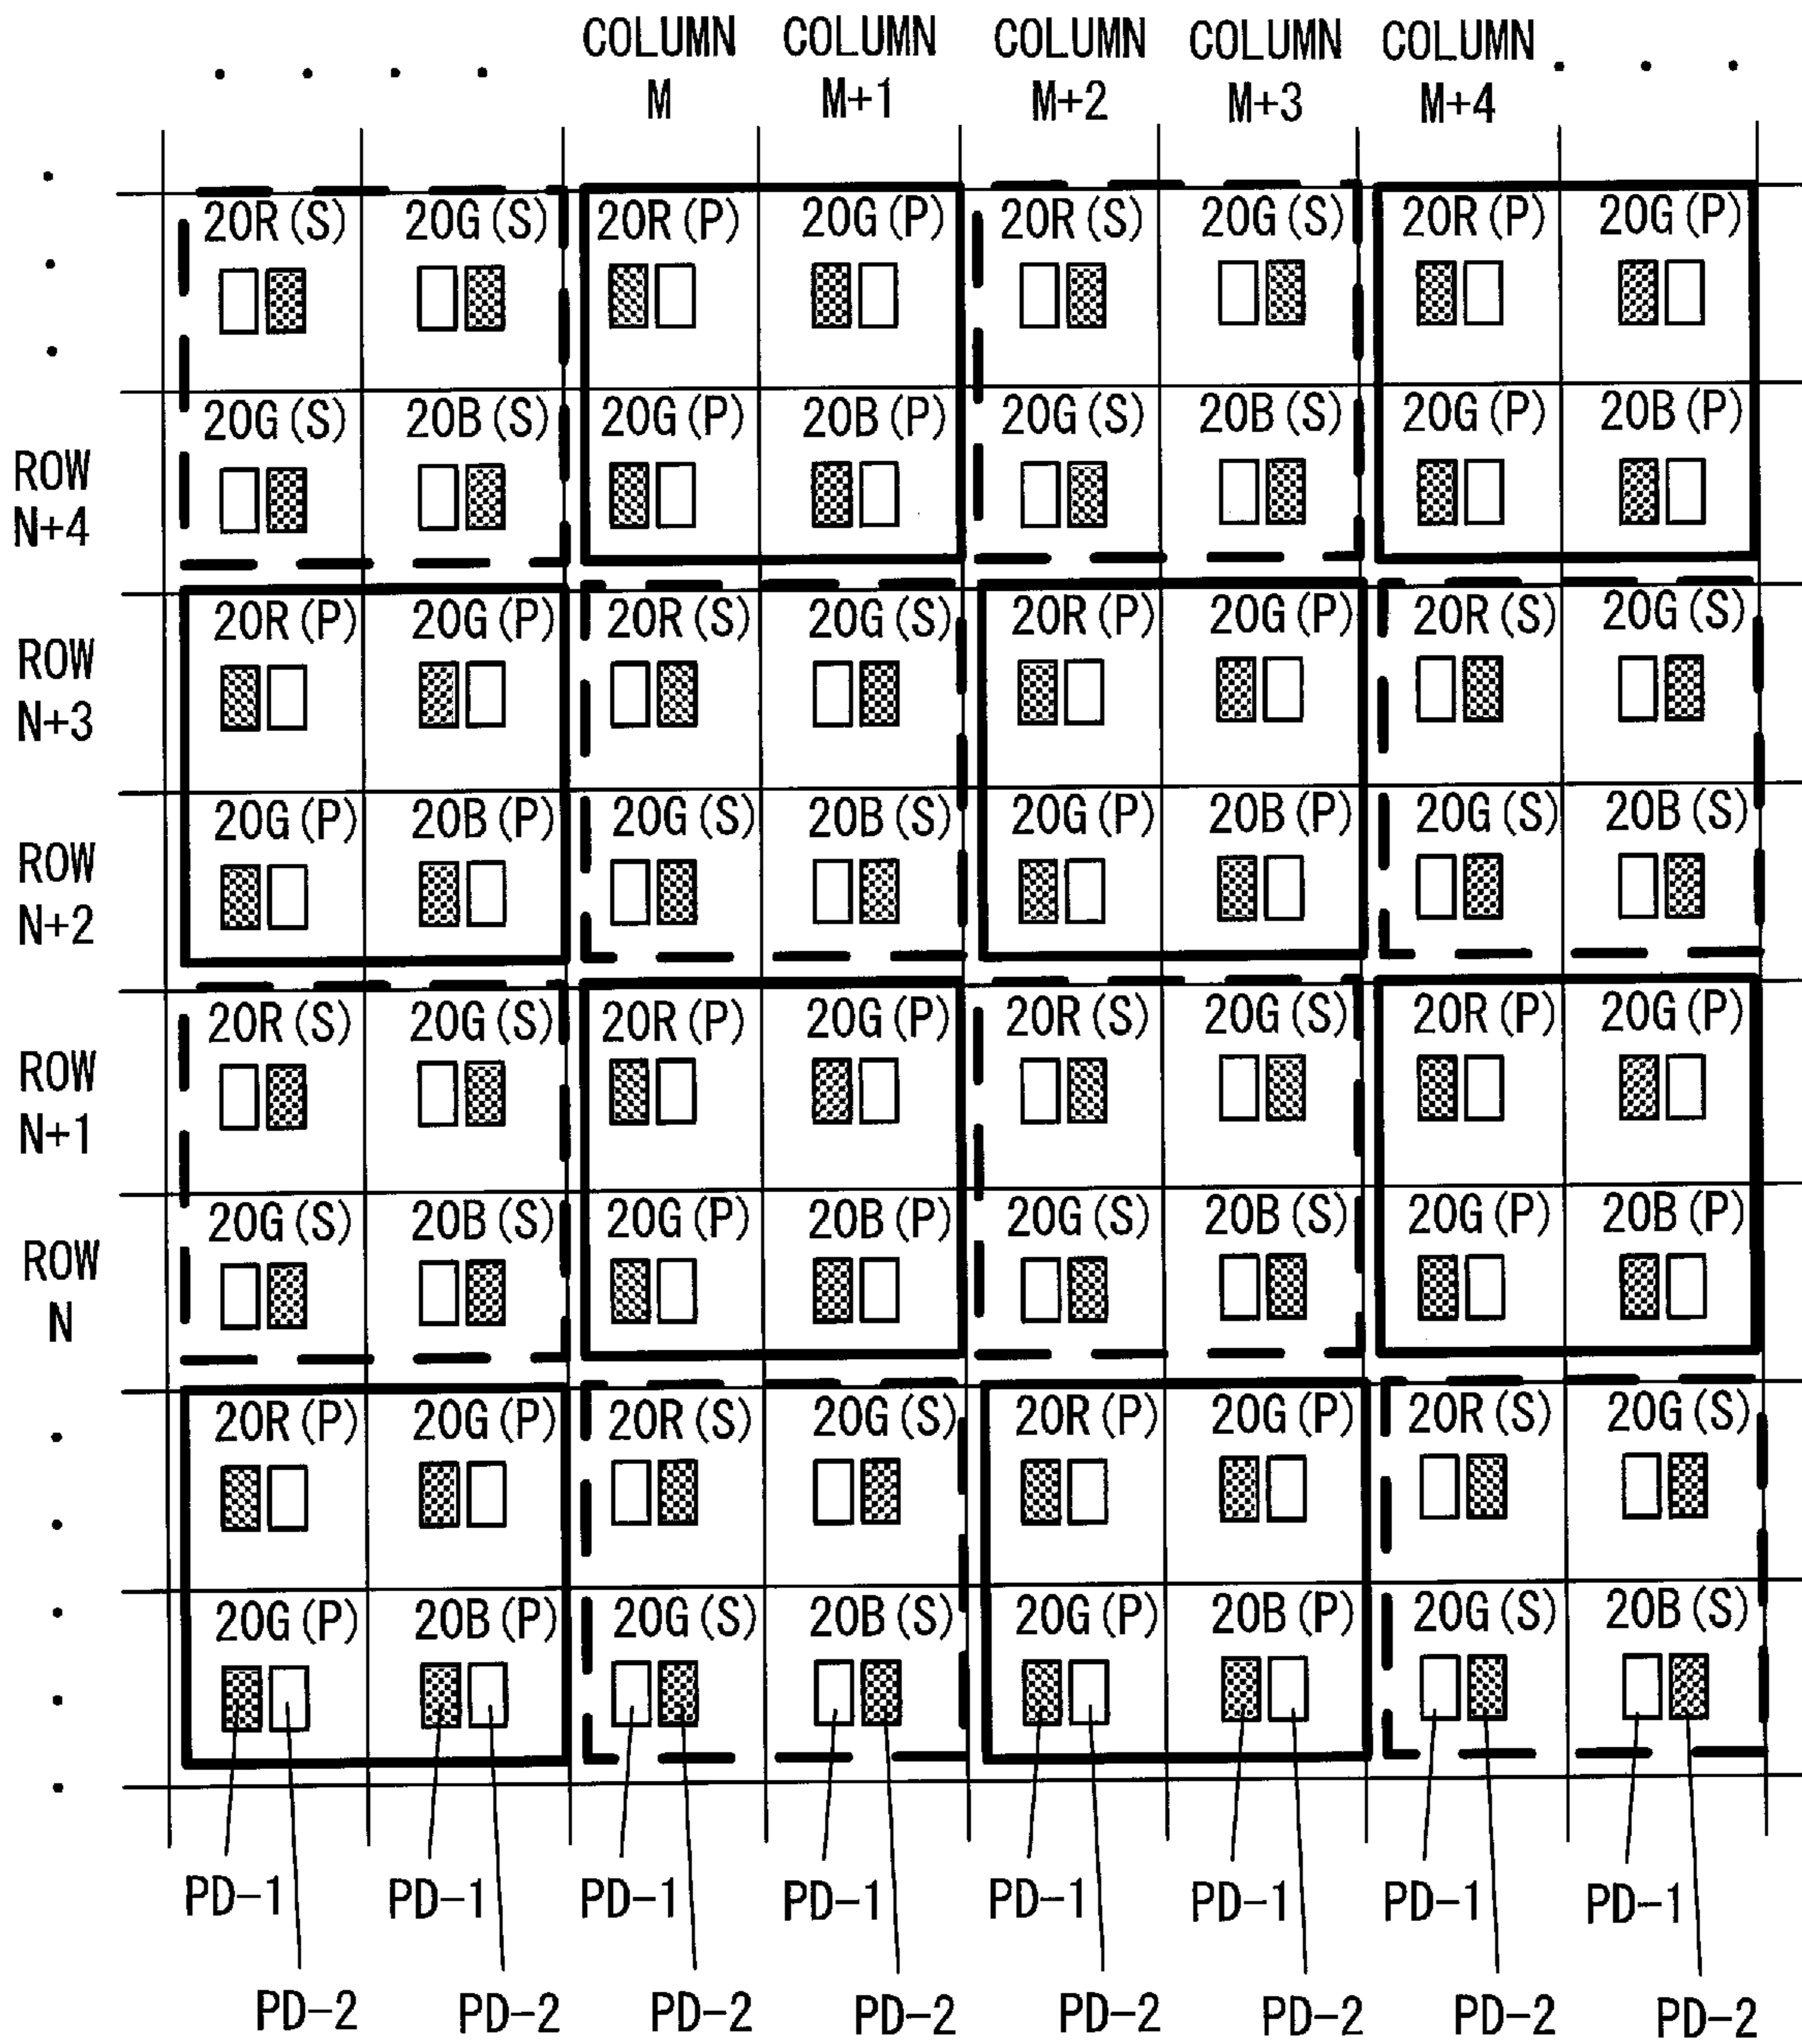 COLUMN M COLUMN M+1 COLUMN M+2 COLUMN M+3 COLUMN M+4
20R(S) 20G(S) 20R(P) 20G(P) 20R(S) 20G(S) 20R(P) 20G(P)
ROW N+4 20G(S) 20B(S) 20G(P) 20B(P) 20G(S) 20B(S) 20G(P) 20B(P)
ROW N+3 20R(P) 20G(P) 20R(S) 20G(S) 20R(P) 20G(P) 20R(S) 20G(S)
ROW N+2 20G(P) 20B(P) 20G(S) 20B(S) 20G(P) 20B(P) 20G(S) 20B(S)
ROW N+1 20R(S) 20G(S) 20R(P) 20G(P) 20R(S) 20G(S) 20R(P) 20G(P)
ROW N 20G(S) 20B(S) 20G(P) 20B(P) 20G(S) 20B(S) 20G(P) 20B(P)
20R(P) 20G(P) 20R(S) 20G(S) 20R(P) 20G(P) 20R(S) 20G(S)
20G(P) 20B(P) 20G(S) 20B(S) 20G(P) 20B(P) 20G(S) 20B(S)
PD-1 PD-1 PD-1 PD-1 PD-1 PD-1 PD-1 PD-1
PD-2 PD-2 PD-2 PD-2 PD-2 PD-2 PD-2 PD-2